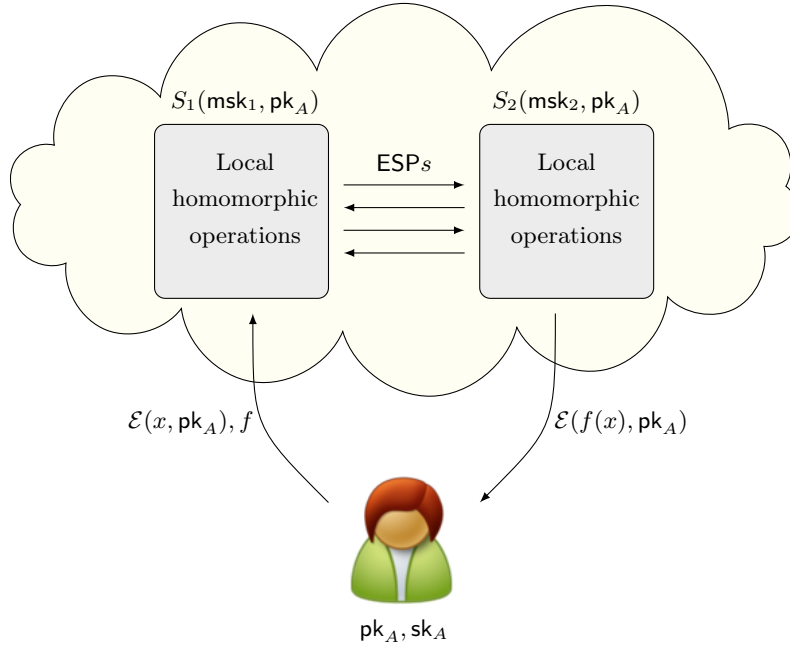 S₁(msk₁, pk_A)
S₂(msk₂, pk_A)
Local
homomorphic
operations
ESPs
Local
homomorphic
operations
ℰ(x, pk_A), f
ℰ(f(x), pk_A)
pk_A, sk_A